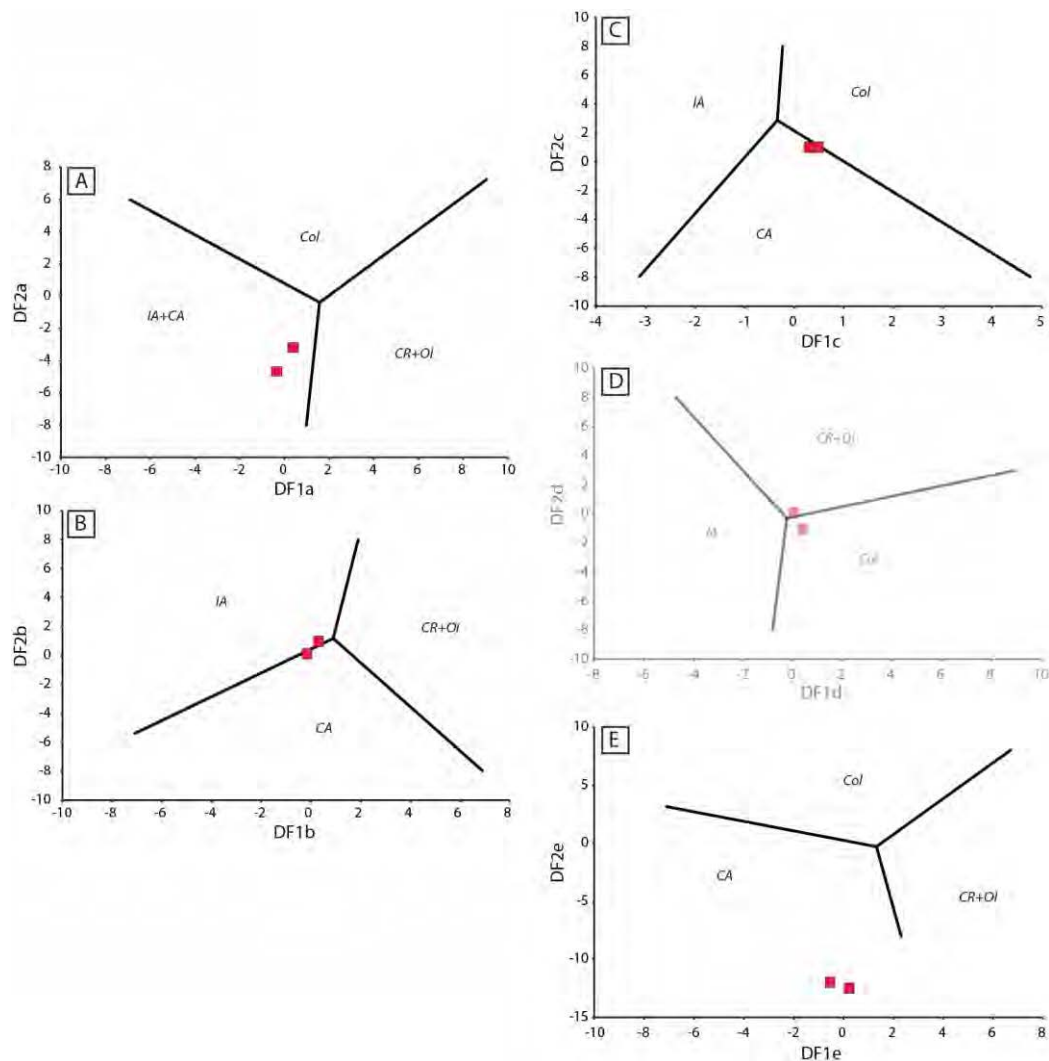 A
8
6
4
2
0
-2
-4
-6
-8
-10
DF2a
Col
IA+CA
CR+OI
-10 -8 -6 -4 -2 0 2 4 6 8 10
DF1a
B
10
8
6
4
2
0
-2
-4
-6
-8
-10
DF2b
IA
CR+OI
CA
-10 -8 -6 -4 -2 0 2 4 6 8
DF1b
C
10
8
6
4
2
0
-2
-4
-6
-8
-10
DF2c
IA
Col
CA
-4 -3 -2 -1 0 1 2 3 4 5
DF1c
D
10
8
6
4
2
0
-2
-4
-6
-8
-10
DF2d
CR+OI
IA
Col
-8 -6 -4 -2 0 2 4 6 8 10
DF1d
E
10
5
0
-5
-10
-15
DF2e
Col
CA
CR+OI
-10 -8 -6 -4 -2 0 2 4 6 8
DF1e